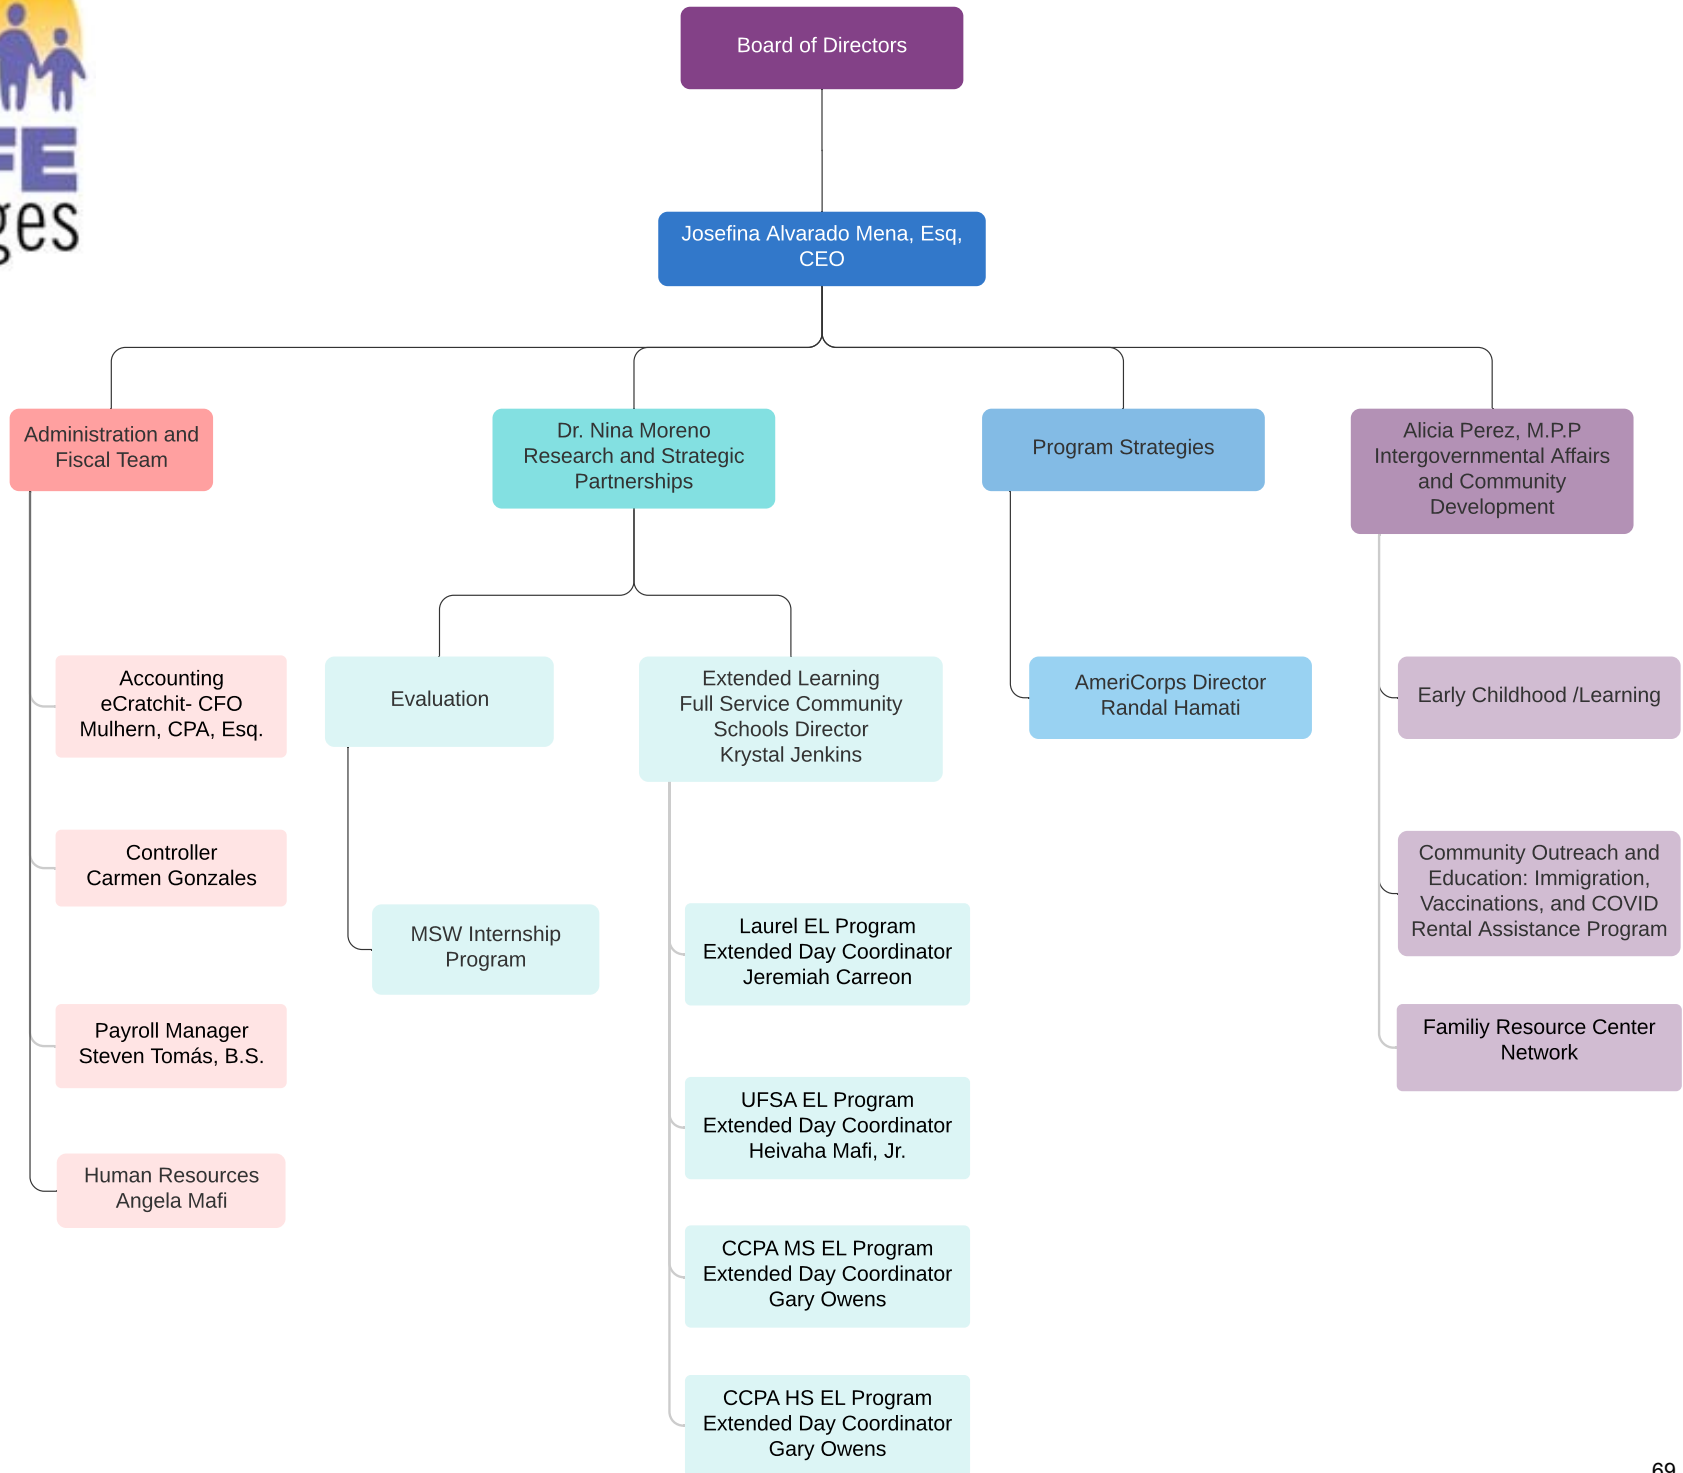 FE
ges
Board of Directors
Josefina Alvarado Mena, Esq,
CEO
Administration and
Fiscal Team
Dr. Nina Moreno
Research and Strategic
Partnerships
Program Strategies
Alicia Perez, M.P.P
Intergovernmental Affairs
and Community
Development
Accounting
eCratchit- CFO
Mulhern, CPA, Esq.
Controller
Carmen Gonzales
Payroll Manager
Steven Tomás, B.S.
Human Resources
Angela Mafi
Evaluation
MSW Internship
Program
Extended Learning
Full Service Community
Schools Director
Krystal Jenkins
Laurel EL Program
Extended Day Coordinator
Jeremiah Carreon
UFSA EL Program
Extended Day Coordinator
Heivaha Mafi, Jr.
CCPA MS EL Program
Extended Day Coordinator
Gary Owens
CCPA HS EL Program
Extended Day Coordinator
Gary Owens
AmeriCorps Director
Randal Hamati
Early Childhood /Learning
Community Outreach and
Education: Immigration,
Vaccinations, and COVID
Rental Assistance Program
Familiy Resource Center
Network
69